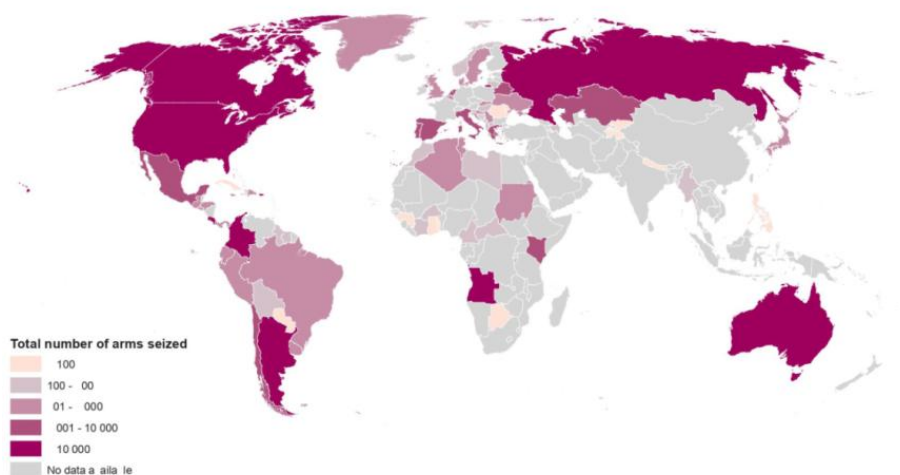 Total number of arms seized
100
100 - 00
01 - 000
001 - 10 000
10 000
No data a aila le